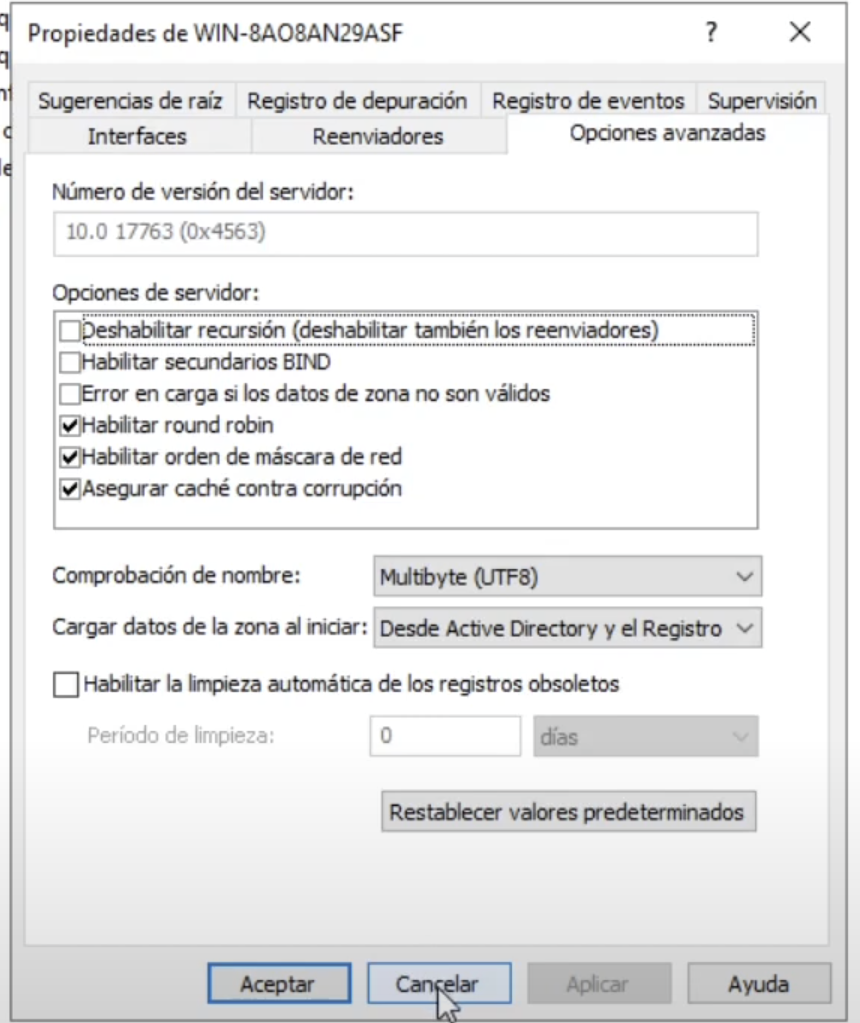 Propiedades de WIN-8AO8AN29ASF
?
Sugerencias de raíz Registro de depuración Registro de eventos Supervisión
Interfaces Reenviadores Opciones avanzadas
Número de versión del servidor:
10.0 17763 (0x4563)
Opciones de servidor:
Deshabilitar recursión (deshabilitar también los reenviadores)
Habilitar secundarios BIND
Error en carga si los datos de zona no son válidos
Habilitar round robin
Habilitar orden de máscara de red
Asegurar caché contra corrupción
Comprobación de nombre: Multibyte (UTF8)
Cargar datos de la zona al iniciar: Desde Active Directory y el Registro
Habilitar la limpieza automática de los registros obsoletos
Período de limpieza: 0 días
Restablecer valores predeterminados
Aceptar Cancelar Aplicar Ayuda